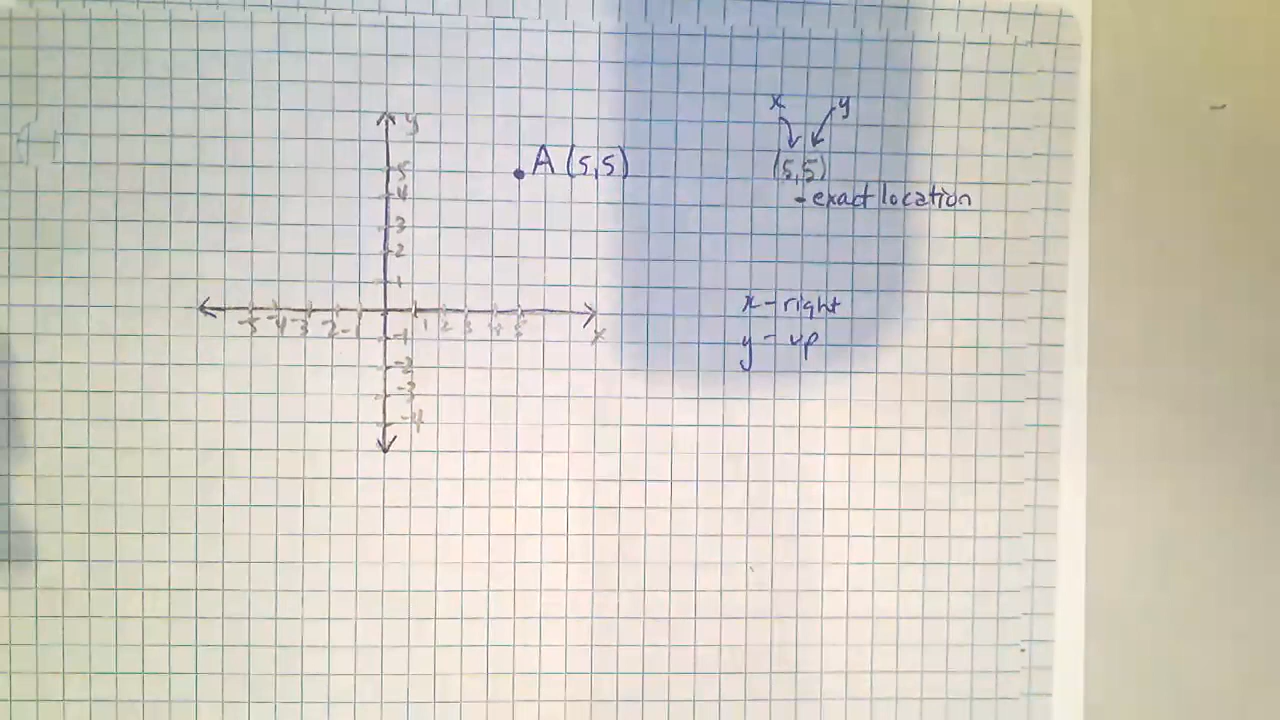 y
A (5,5)
5
4
3
2
1
-5 -4 -3 -2 -1 1 2 3 4 5
x
-1
-2
-3
-4
x y
(5,5)
- exact location
x - right
y - up